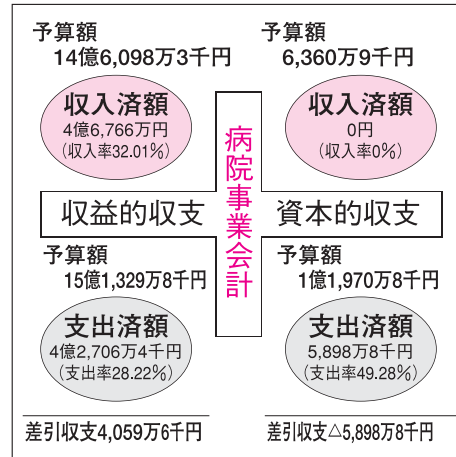 予算額
14億6,098万3千円
収入済額
4億6,766万円
（収入率32.01%）
予算額
6,360万9千円
収入済額
0円
（収入率0%）
病院事業会計
収益的収支
資本的収支
予算額
15億1,329万8千円
支出済額
4億2,706万4千円
（支出率28.22%）
差引収支4,059万6千円
予算額
1億1,970万8千円
支出済額
5,898万8千円
（支出率49.28%）
差引収支△5,898万8千円